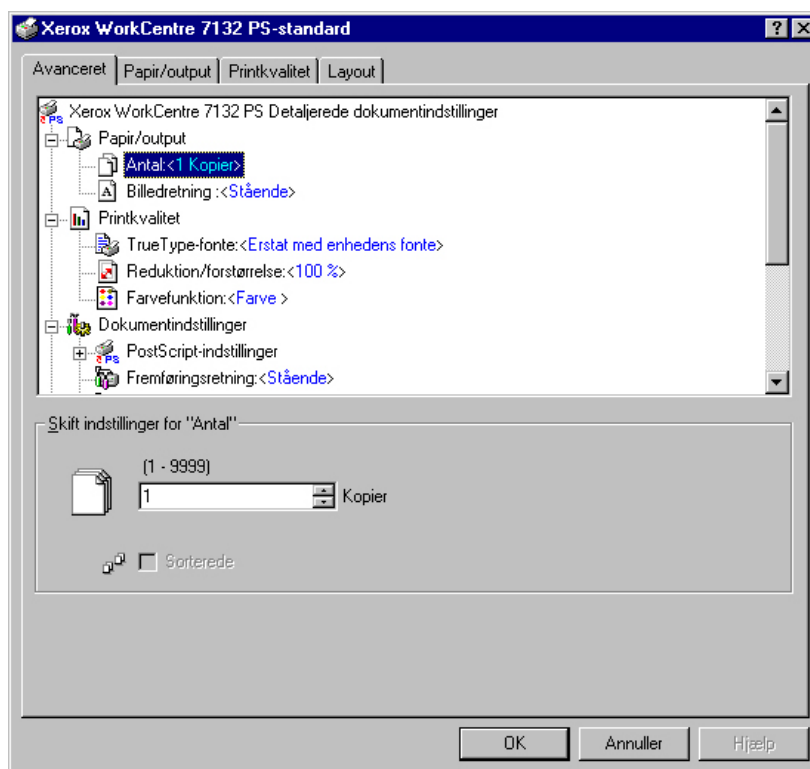 Xerox WorkCentre 7132 PS-standard
Avanceret Papir/output Printkvalitet Layout
Xerox WorkCentre 7132 PS Detaljerede dokumentindstillinger
Papir/output
Antal:<1 Kopier>
Billedretning :<Stående>
Printkvalitet
TrueType-fonte:<Erstat med enhedens fonte>
Reduktion/forstørrelse:<100 %>
Farvefunktion:<Farve >
Dokumentindstillinger
PostScript-indstillinger
Fremføringsretning:<Stående>
Skift indstillinger for "Antal"
(1 - 9999)
1 Kopier
Sorterede
OK Annuller Hjælp